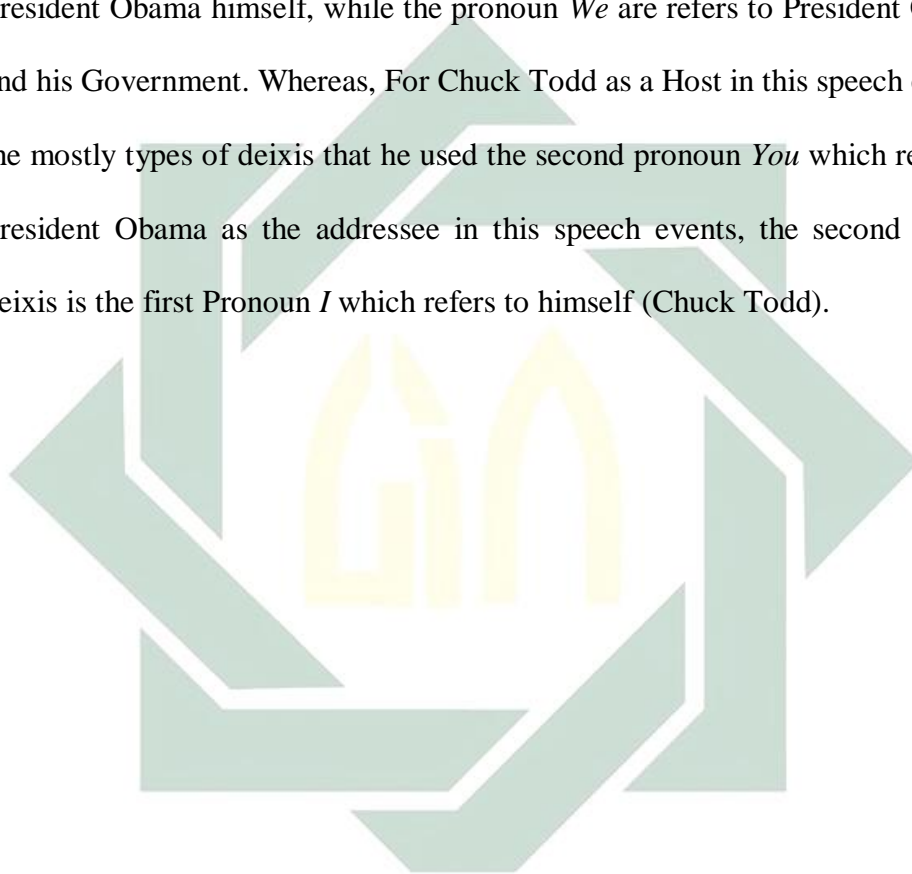 resident Obama himself, while the pronoun We are refers to President
nd his Government. Whereas, For Chuck Todd as a Host in this speech
he mostly types of deixis that he used the second pronoun You which re
resident Obama as the addressee in this speech events, the second
eixis is the first Pronoun I which refers to himself (Chuck Todd).